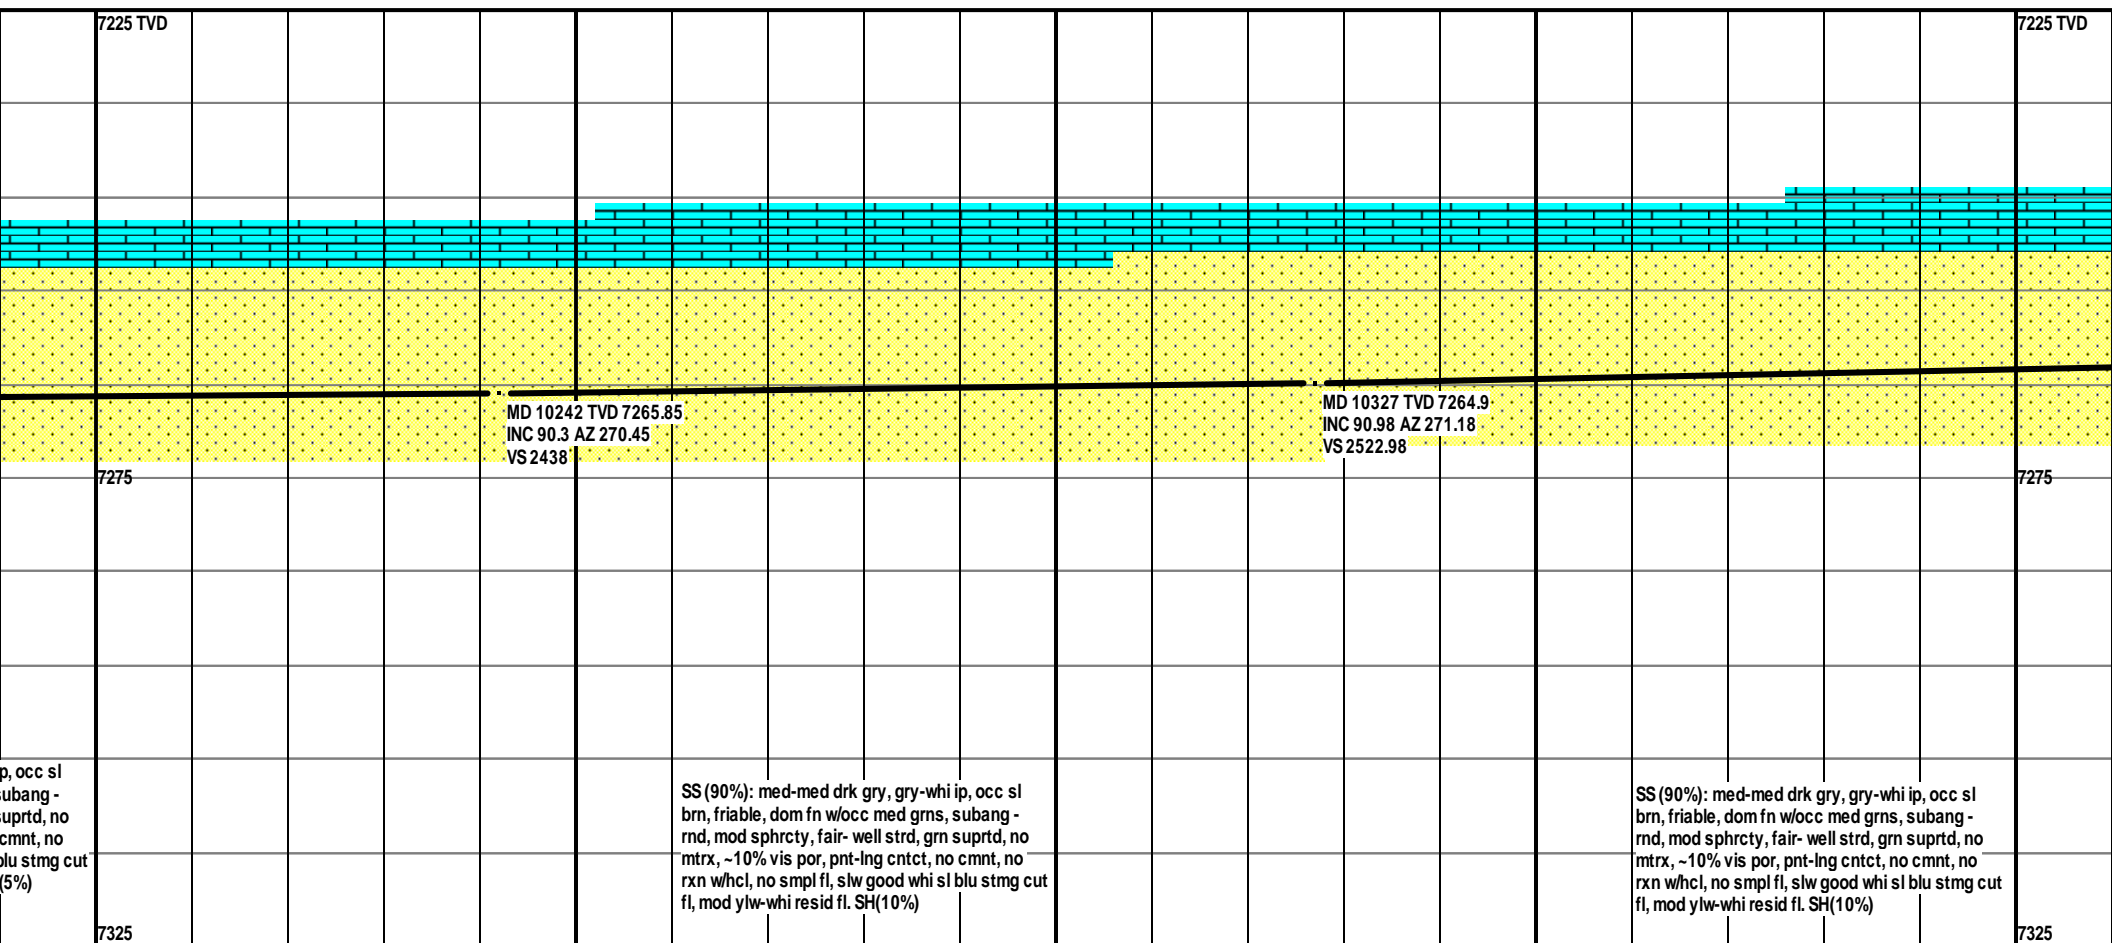 7225 TVD
7225 TVD
MD 10242 TVD 7265.85
INC 90.3 AZ 270.45
VS 2438
MD 10327 TVD 7264.9
INC 90.98 AZ 271.18
VS 2522.98
7275
7275
p, occ sl
subang -
suprtd, no
cmnt, no
blu stmg cut
(5%)
SS (90%): med-med drk gry, gry-whi ip, occ sl
brn, friable, dom fn w/occ med grns, subang -
rnd, mod sphrcty, fair- well strd, grn suprtd, no
mtrx, ~10% vis por, pnt-lng cntct, no cmnt, no
rxn w/hcl, no smpl fl, slw good whi sl blu stmg cut
fl, mod ylw-whi resid fl. SH(10%)
SS (90%): med-med drk gry, gry-whi ip, occ sl
brn, friable, dom fn w/occ med grns, subang -
rnd, mod sphrcty, fair- well strd, grn suprtd, no
mtrx, ~10% vis por, pnt-lng cntct, no cmnt, no
rxn w/hcl, no smpl fl, slw good whi sl blu stmg cut
fl, mod ylw-whi resid fl. SH(10%)
7325
7325